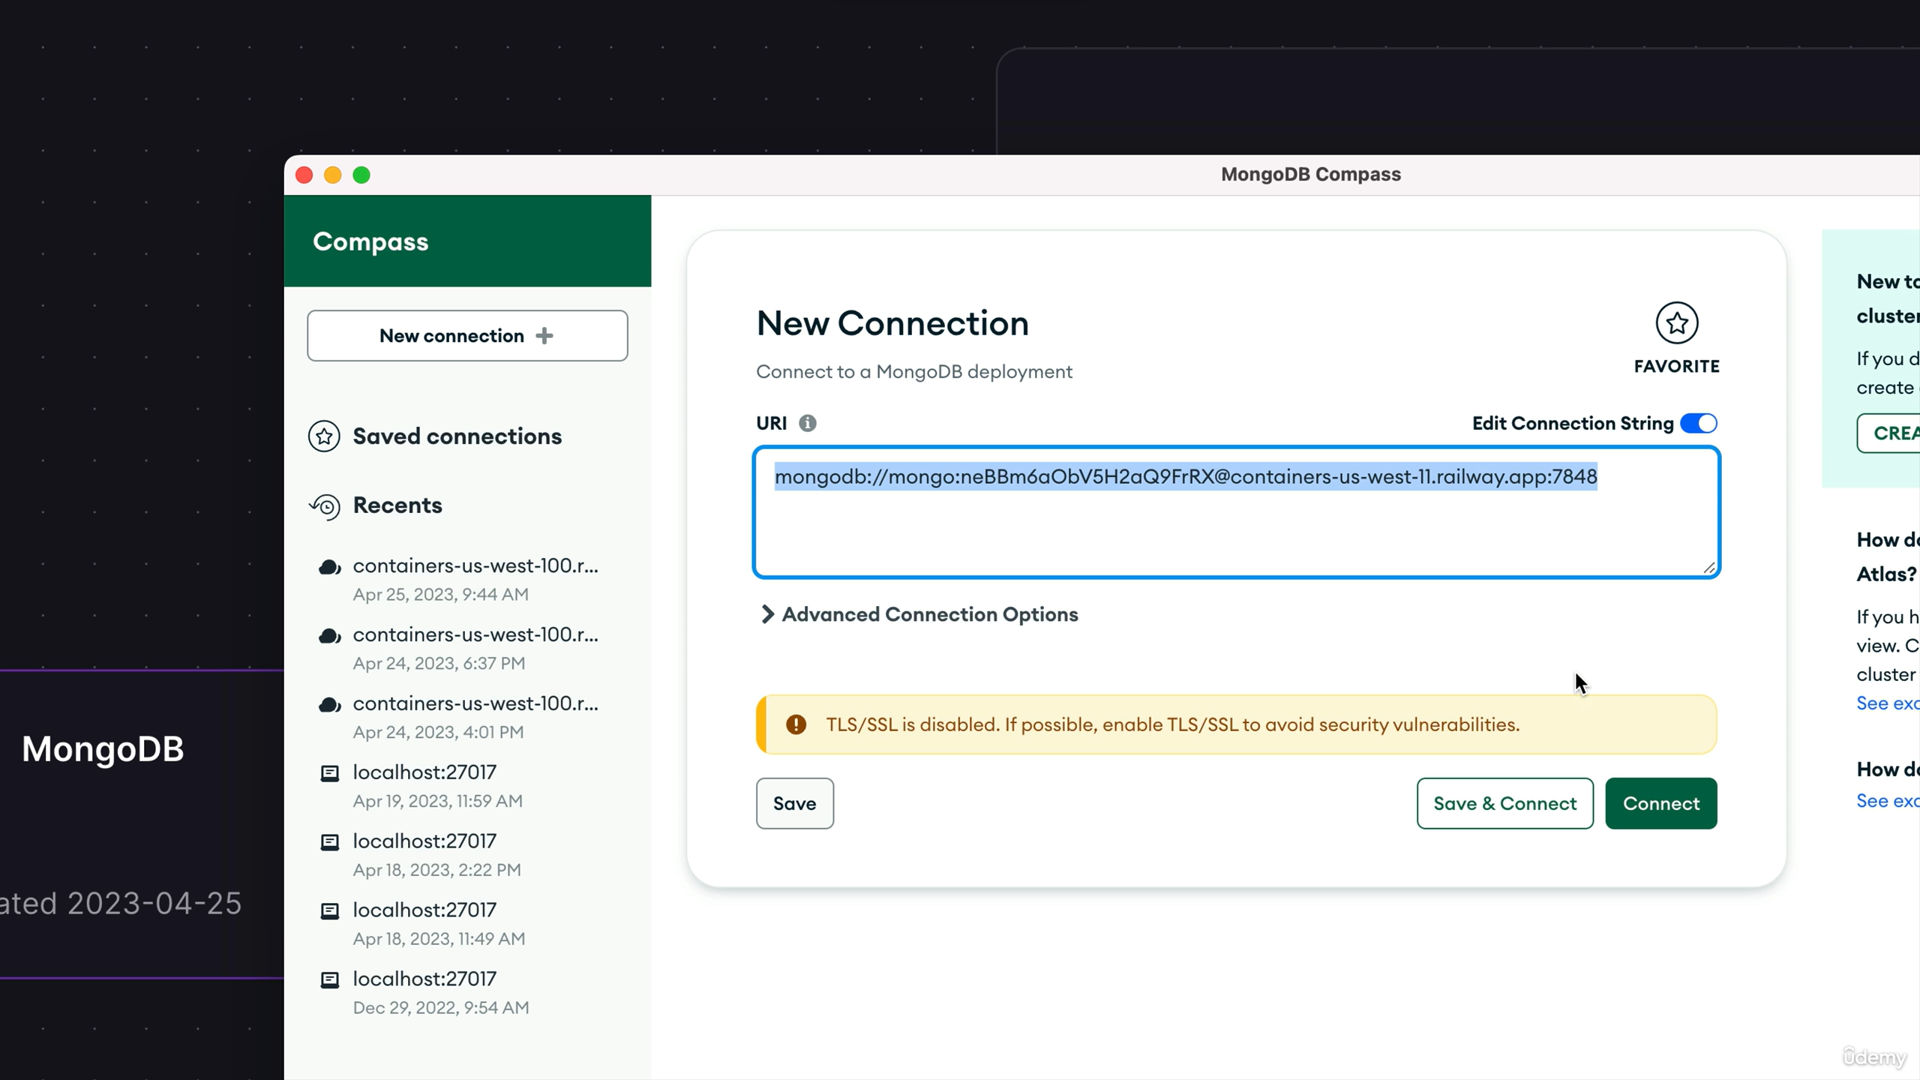 MongoDB Compass
Compass
New connection
Saved connections
Recents
containers-us-west-100.r...
Apr 25, 2023, 9:44 AM
containers-us-west-100.r...
Apr 24, 2023, 6:37 PM
containers-us-west-100.r...
Apr 24, 2023, 4:01 PM
localhost:27017
Apr 19, 2023, 11:59 AM
localhost:27017
Apr 18, 2023, 2:22 PM
localhost:27017
Apr 18, 2023, 11:49 AM
localhost:27017
Dec 29, 2022, 9:54 AM
New Connection
FAVORITE
Connect to a MongoDB deployment
URI
Edit Connection String
mongodb://mongo:neBBm6aObV5H2aQ9FrRX@containers-us-west-11.railway.app:7848
Advanced Connection Options
TLS/SSL is disabled. If possible, enable TLS/SSL to avoid security vulnerabilities.
Save
Save & Connect
Connect
New to
cluster
If you d
create
CREA
How do
Atlas?
If you h
view. C
cluster
See exa
How do
See exa
MongoDB
ated 2023-04-25
ûdemy